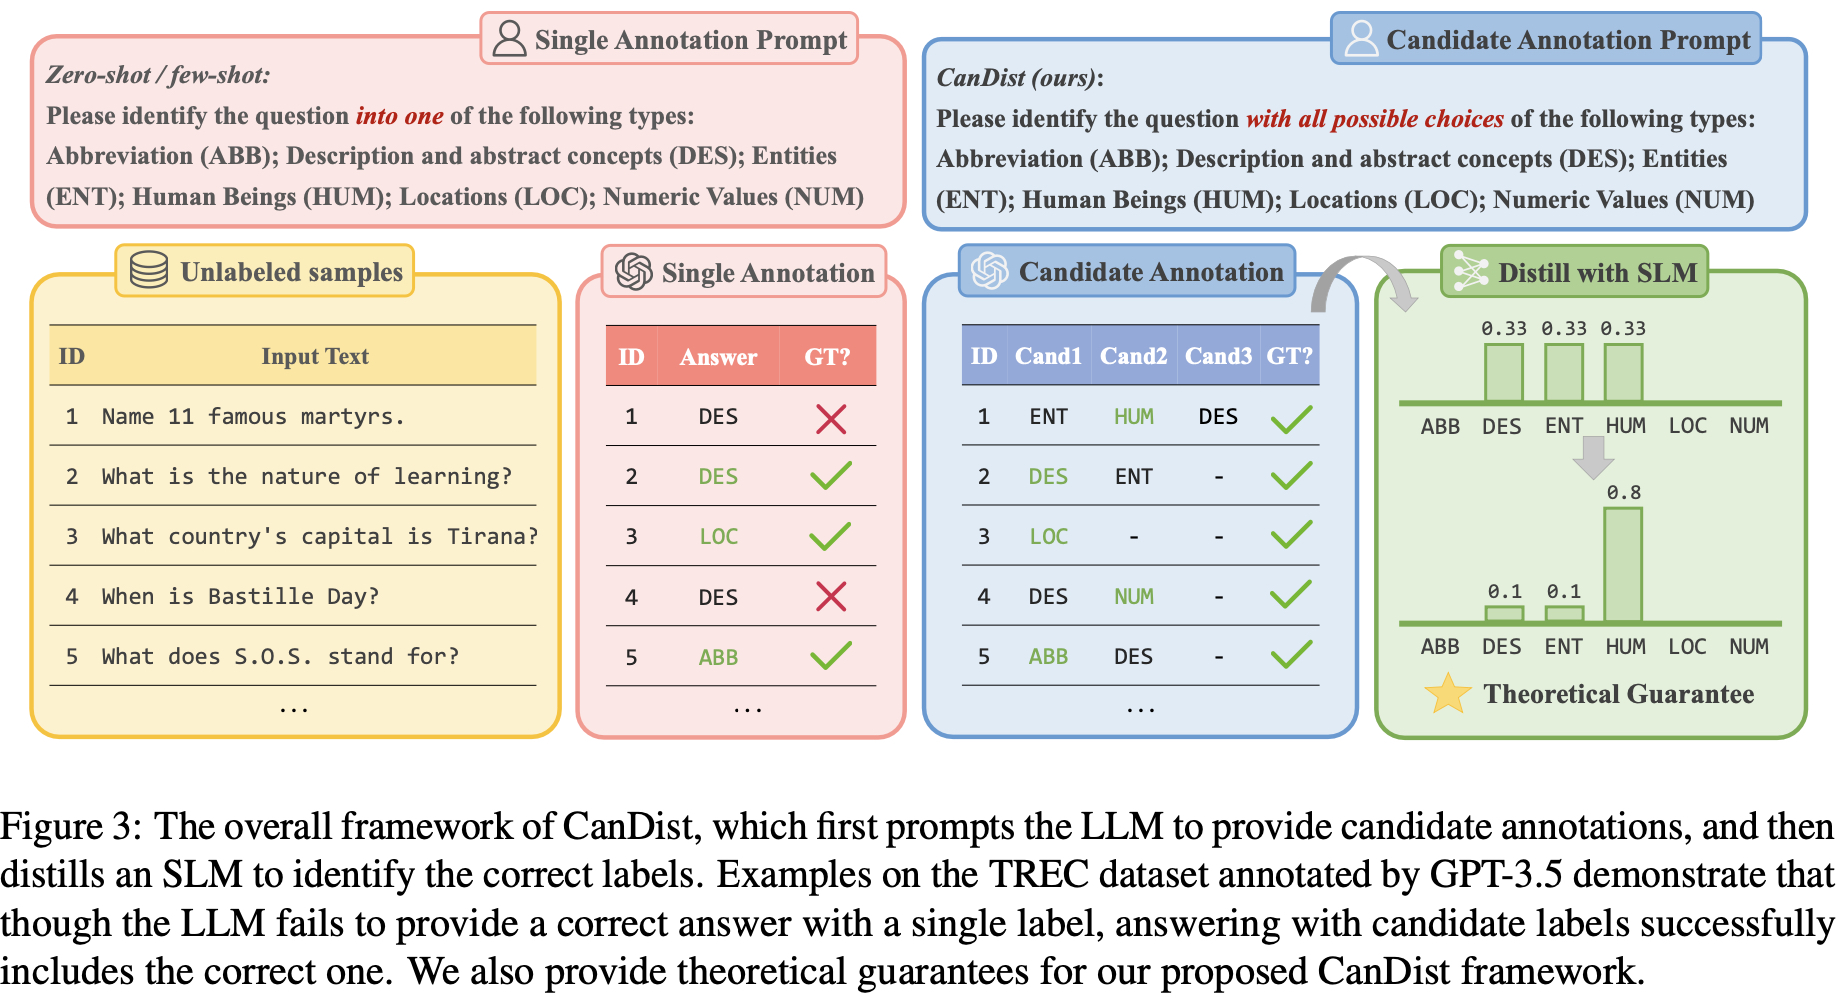 Single Annotation Prompt
Zero-shot / few-shot:
Please identify the question into one of the following types:
Abbreviation (ABB); Description and abstract concepts (DES); Entities
(ENT); Human Beings (HUM); Locations (LOC); Numeric Values (NUM)
Candidate Annotation Prompt
CanDist (ours):
Please identify the question with all possible choices of the following types:
Abbreviation (ABB); Description and abstract concepts (DES); Entities
(ENT); Human Beings (HUM); Locations (LOC); Numeric Values (NUM)
Unlabeled samples
ID Input Text
1 Name 11 famous martyrs.
2 What is the nature of learning?
3 What country's capital is Tirana?
4 When is Bastille Day?
5 What does S.O.S. stand for?
...
Single Annotation
ID Answer GT?
1 DES
2 DES
3 LOC
4 DES
5 ABB
...
Candidate Annotation
ID Cand1 Cand2 Cand3 GT?
1 ENT HUM DES
2 DES ENT -
3 LOC - -
4 DES NUM -
5 ABB DES -
...
Distill with SLM
0.33 0.33 0.33
ABB DES ENT HUM LOC NUM
0.8
0.1 0.1
ABB DES ENT HUM LOC NUM
Theoretical Guarantee
Figure 3: The overall framework of CanDist, which first prompts the LLM to provide candidate annotations, and then
distills an SLM to identify the correct labels. Examples on the TREC dataset annotated by GPT-3.5 demonstrate that
though the LLM fails to provide a correct answer with a single label, answering with candidate labels successfully
includes the correct one. We also provide theoretical guarantees for our proposed CanDist framework.